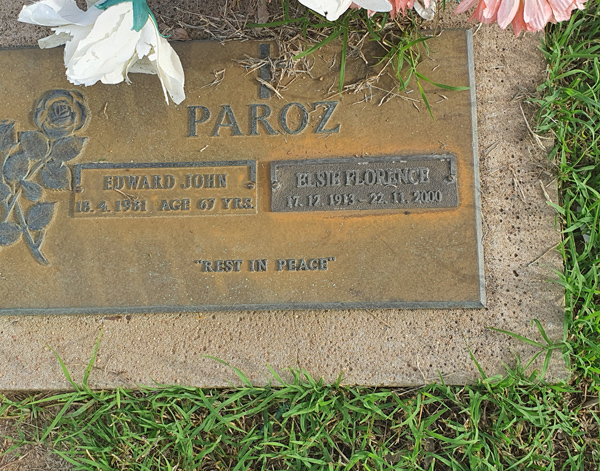 PAROZ
EDWARD JOHN
18. 4. 1981 AGE 67 YRS.
ELSIE FLORENCE
17. 12. 1913 - 22. 11. 2000
"REST IN PEACE"